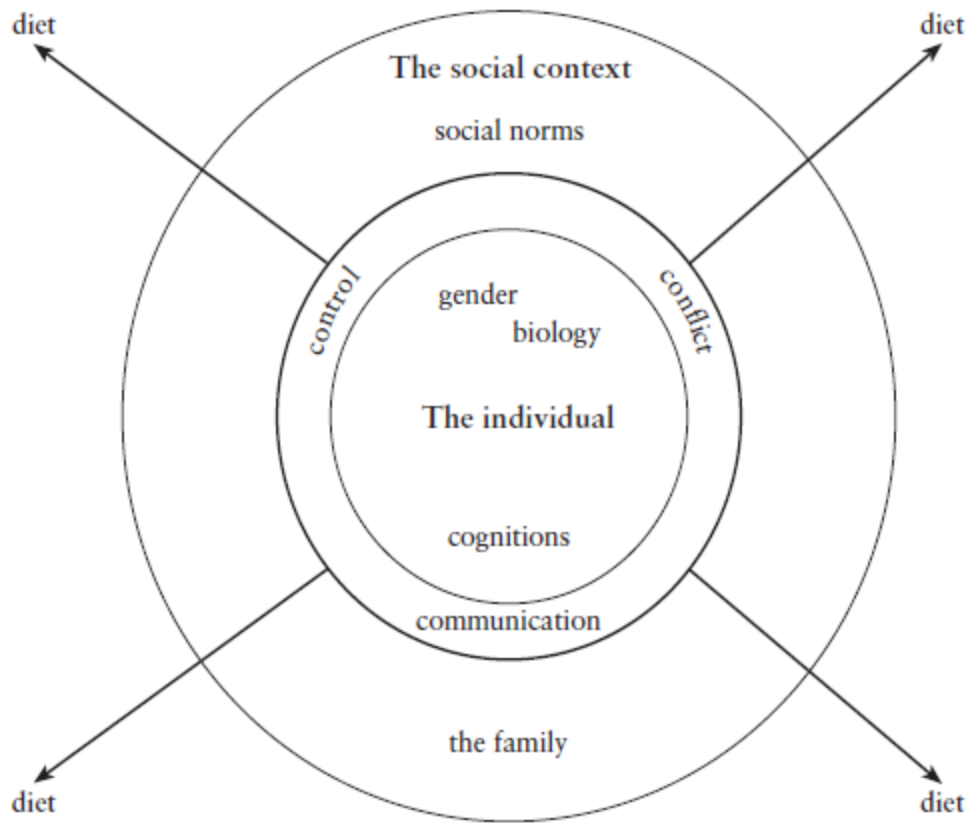 diet
diet
The social context
social norms
control
conflict
gender
biology
The individual
cognitions
communication
the family
diet
diet